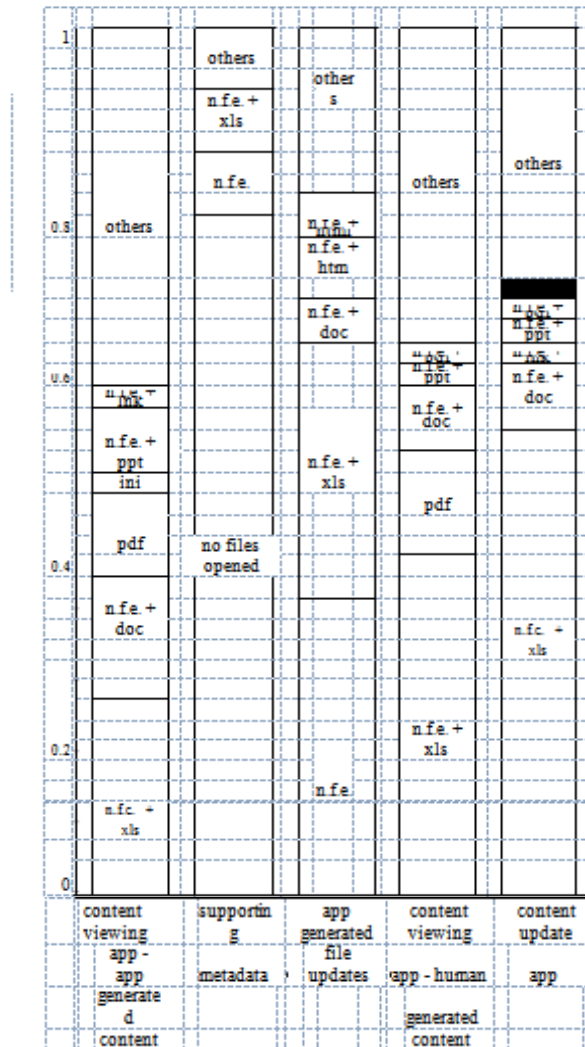 1
0.8
0.6
0.4
0.2
0
others
n.f.e. +
ppt
ini
pdf
n.f.e. +
doc
n.f.c. +
xls
others
n.f.e. +
xls
n.f.e.
no files
opened
other
s
n.f.e. +
htm
n.f.e. +
doc
n.f.e. +
xls
n.f.e.
others
n.f.e. +
ppt
n.f.e. +
doc
pdf
n.f.e. +
xls
others
n.f.e. +
ppt
n.f.e. +
doc
n.f.c. +
xls
content
viewing
app -
app
generate
d
content
supportin
g
metadata
app
generated
file
updates
content
viewing
app - human
generated
content
content
update
app